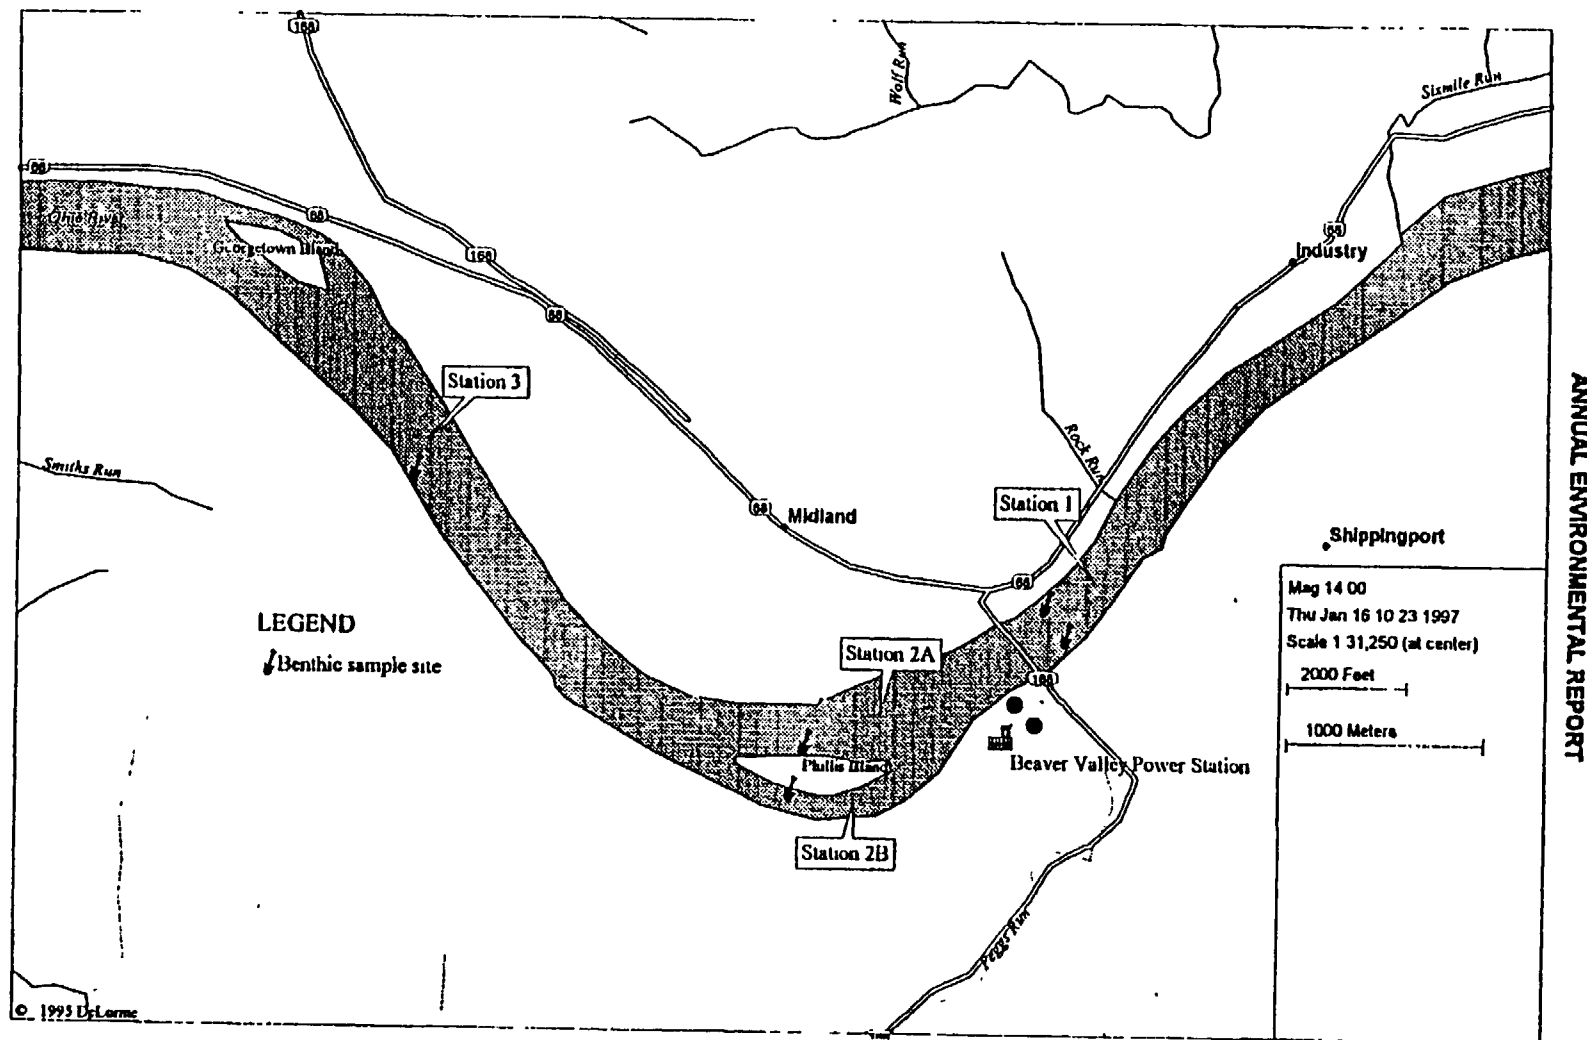 168
Wolf Run
Sixmile Run
68
Ohio River
68
Georgetown Island
168
68
Industry
68
Station 3
Rock Run
Smiths Run
Station 1
68
Midland
Shippingport
68
Mag 14 00
Thu Jan 16 10 23 1997
Scale 1 31,250 (at center)
2000 Feet
1000 Meters
LEGEND
Benthic sample site
Station 2A
168
Phillis Island
Beaver Valley Power Station
Station 2B
Peggs Run
© 1995 DeLorme
ANNUAL ENVIRONMENTAL REPORT